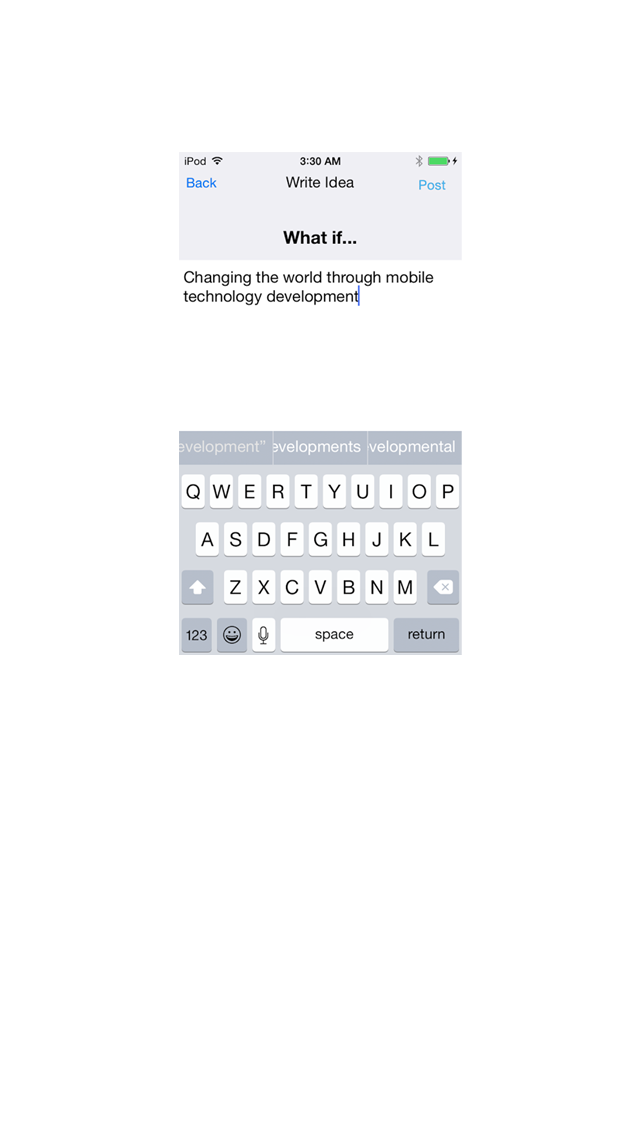 iPod 3:30 AM
Back Write Idea Post
What if...
Changing the world through mobile
technology development
evelopment” evelopments velopmental
Q W E R T Y U I O P
A S D F G H J K L
Z X C V B N M
123 space return